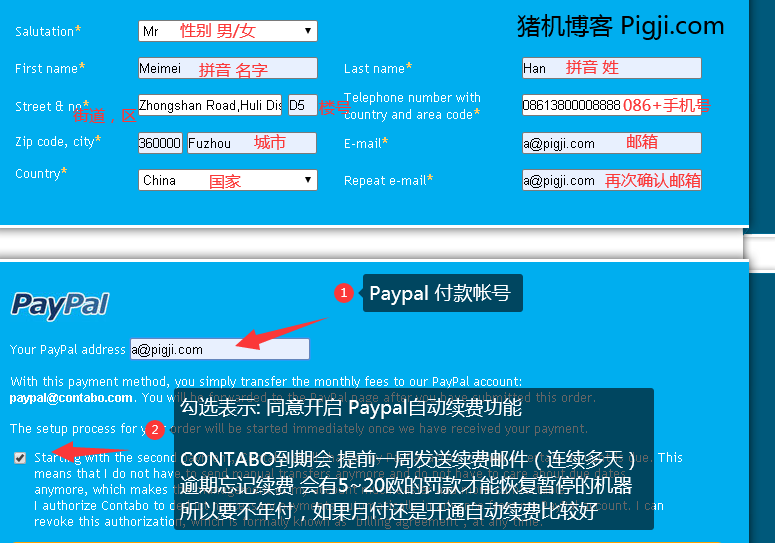 猪机博客 Pigji.com
Salutation* Mr 性别 男/女
First name* Meimei 拼音 名字 Last name* Han 拼音 姓
Street & no* Zhongshan Road,Huli Dis D5 街道，区 楼号 Telephone number with
country and area code* 08613800008888 086+手机号
Zip code, city* 360000 Fuzhou 城市 E-mail* a@pigji.com 邮箱
Country* China 国家 Repeat e-mail* a@pigji.com 再次确认邮箱
PayPal
1 Paypal 付款帐号
Your PayPal address a@pigji.com
With this payment method, you simply transfer the monthly fees to our PayPal account:
paypal@contabo.com. You will be forwarded to the PayPal page after you have submitted this order.
The setup process for your order will be started immediately once we have received your payment.
2 勾选表示: 同意开启 Paypal自动续费功能
CONTABO到期会 提前一周发送续费邮件（连续多天）
逾期忘记续费 会有5~20欧的罚款才能恢复暂停的机器
所以要不年付，如果月付还是开通自动续费比较好
Starting with the second due. This
means that I do not have to send manual transfers anymore and do not have to care about due dates
anymore, which makes
I authorize Contabo to I can
revoke this authorization, which is formally known as "billing agreement", at any time.